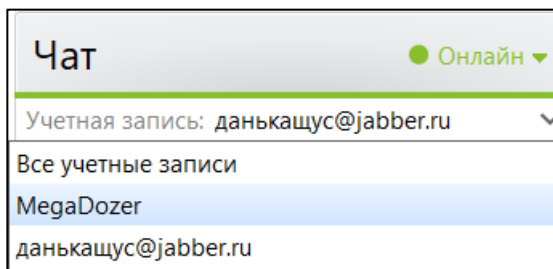 Чат
Онлайн
Учетная запись: данькащус@jabber.ru
Все учетные записи
MegaDozer
данькащус@jabber.ru